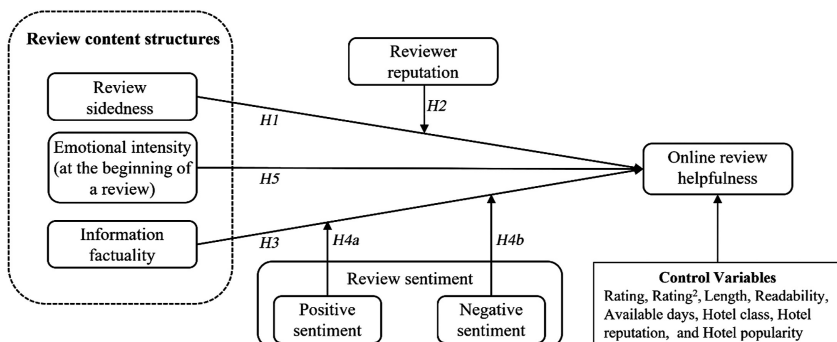 Review content structures
Review
sidedness
Emotional intensity
(at the beginning of
a review)
Information
factuality
Reviewer
reputation
H1
H2
H5
H3
H4a
H4b
Online review
helpfulness
Review sentiment
Positive
sentiment
Negative
sentiment
Control Variables
Rating, Rating², Length, Readability,
Available days, Hotel class, Hotel
reputation, and Hotel popularity